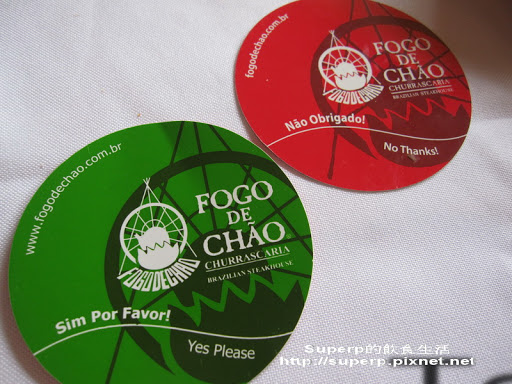 www.fogodechao.com.br
FOGODECHAO
FOGO
DE
CHÃO
CHURRASCARIA
BRAZILIAN STEAKHOUSE
Sim Por Favor!
Yes Please
fogodechao.com.br
FOGODECHAO
FOGO
DE
CHÃO
CHURRASCARIA
BRAZILIAN STEAKHOUSE
Não Obrigado!
No Thanks!
Superp的飲食生活
http://superp.pixnet.net